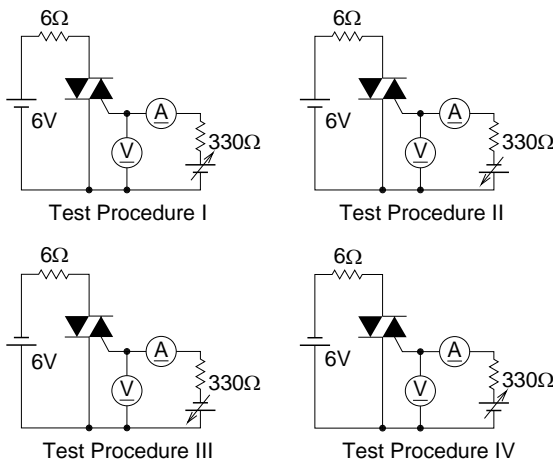 6Ω
6V
V
A
330Ω
Test Procedure I
6Ω
6V
V
A
330Ω
Test Procedure II
6Ω
6V
V
A
330Ω
Test Procedure III
6Ω
6V
V
A
330Ω
Test Procedure IV